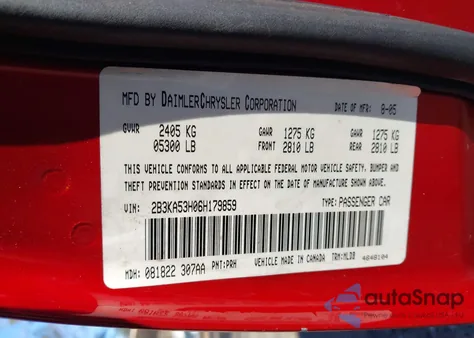 MFD BY DAIMLERCHRYSLER CORPORATION DATE OF MFR: 8-05
GVWR 2405 KG GAWR 1275 KG GAWR 1275 KG
05300 LB FRONT 2810 LB REAR 2810 LB
THIS VEHICLE CONFORMS TO ALL APPLICABLE FEDERAL MOTOR VEHICLE SAFETY, BUMPER AND
THEFT PREVENTION STANDARDS IN EFFECT ON THE DATE OF MANUFACTURE SHOWN ABOVE.
VIN: 2B3KA53H06H179859 TYPE: PASSENGER CAR
MDH: 081822 307AA PNT: PRH VEHICLE MADE IN CANADA TRM: MLD8 4648104
autoSnap